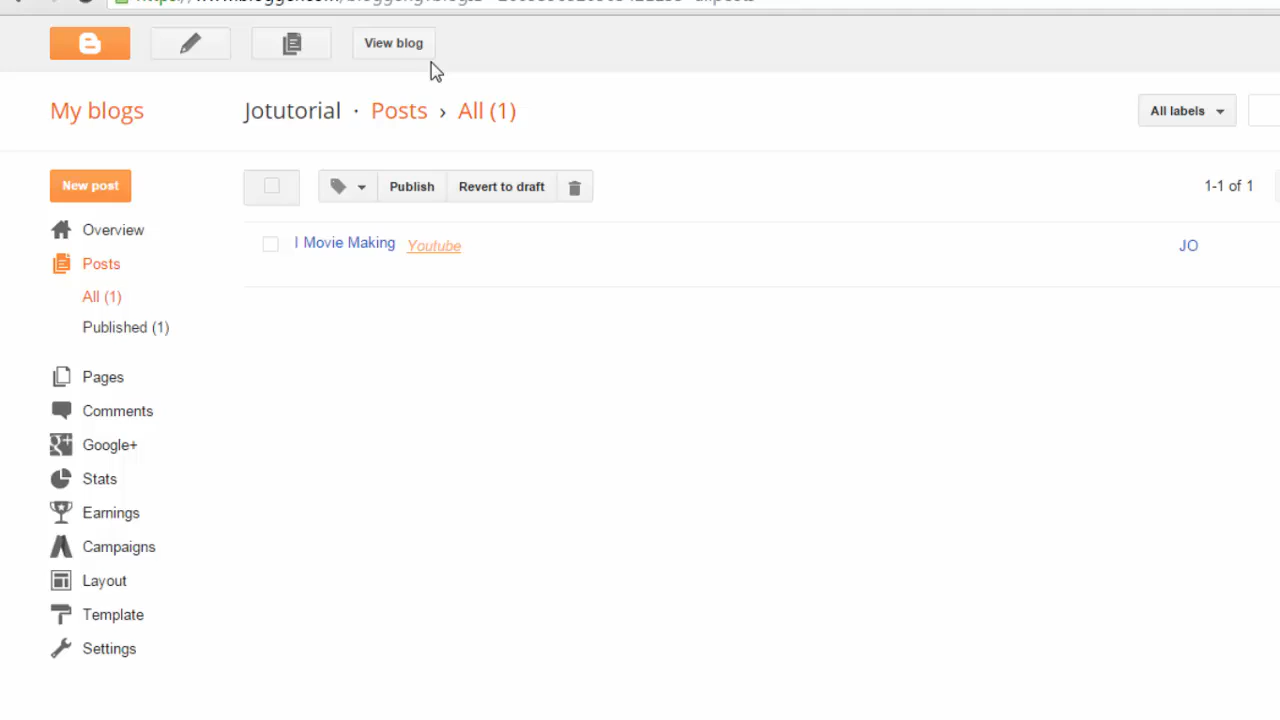 View blog
My blogs
Jotutorial · Posts › All (1)
All labels
New post
Publish
Revert to draft
1-1 of 1
Overview
I Movie Making Youtube
JO
Posts
All (1)
Published (1)
Pages
Comments
Google+
Stats
Earnings
Campaigns
Layout
Template
Settings